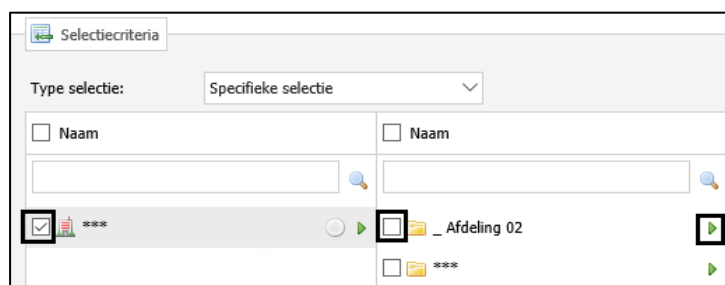 Selectiecriteria
Type selectie: Specifieke selectie
Naam Naam
*** _ Afdeling 02
***